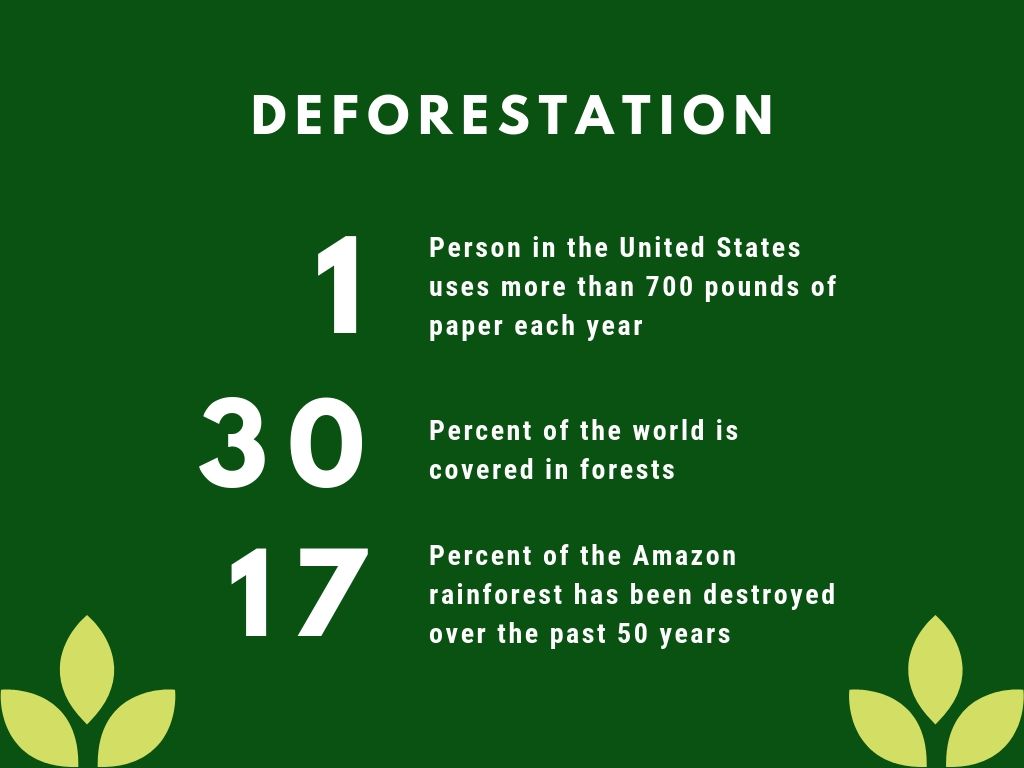 DEFORESTATION
1
Person in the United States
uses more than 700 pounds of
paper each year
30
Percent of the world is
covered in forests
17
Percent of the Amazon
rainforest has been destroyed
over the past 50 years